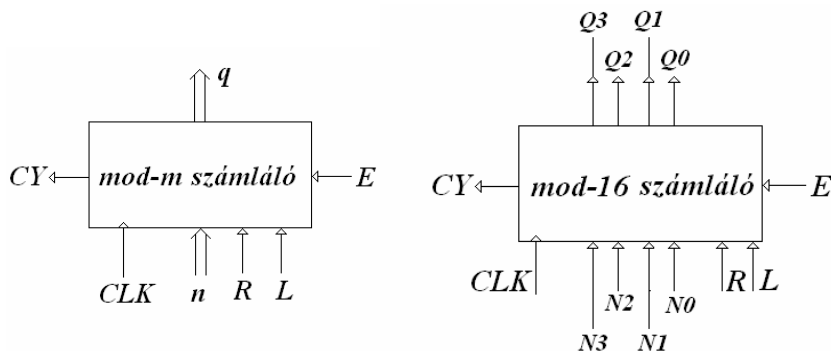 q
CY
mod-m számláló
E
CLK
n
R
L
Q3
Q1
Q2
Q0
CY
mod-16 számláló
E
CLK
N3
N2
N1
N0
R
L